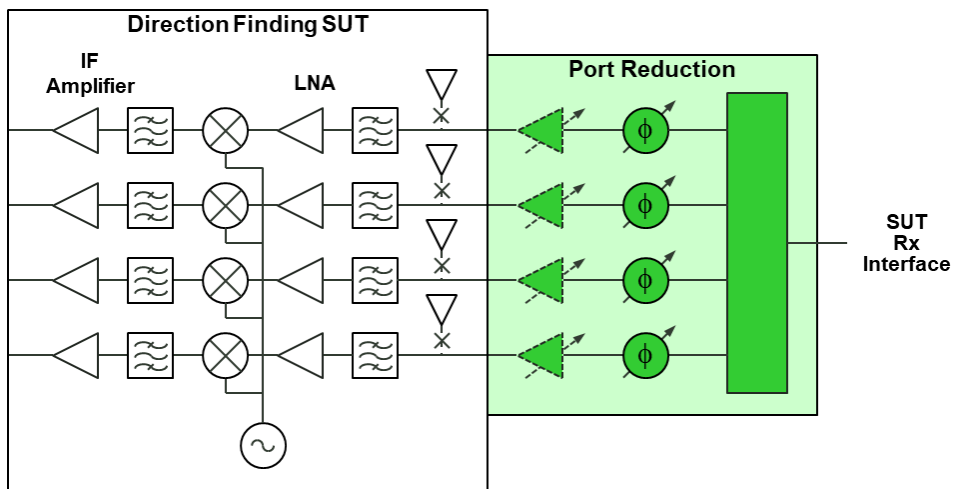 Direction Finding SUT
IF
Amplifier
LNA
Port Reduction
ϕ
ϕ
ϕ
ϕ
SUT
Rx
Interface